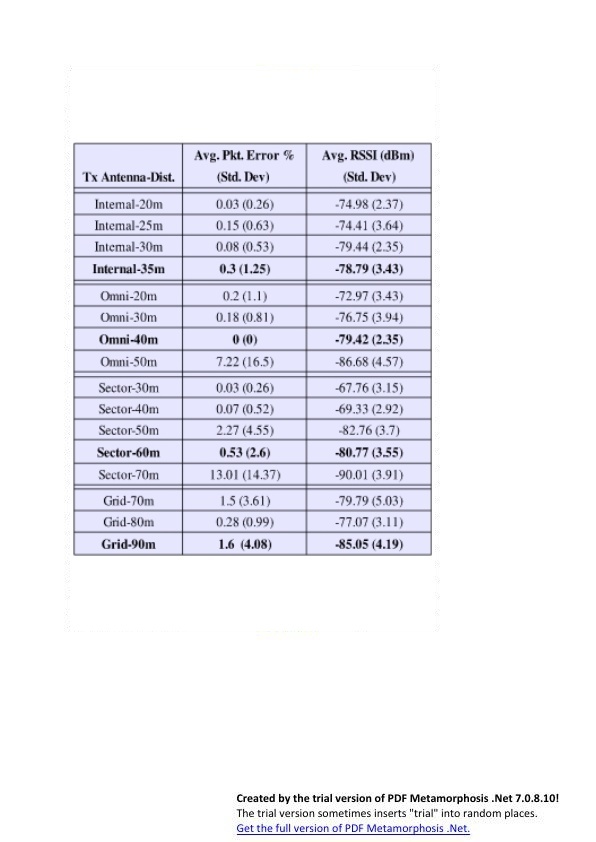 Avg. Pkt. Error % Avg. RSSI (dBm)
Tx Antenna-Dist. (Std. Dev) (Std. Dev)
Internal-20m 0.03 (0.26) -74.98 (2.37)
Internal-25m 0.15 (0.63) -74.41 (3.64)
Internal-30m 0.08 (0.53) -79.44 (2.35)
Internal-35m 0.3 (1.25) -78.79 (3.43)
Omni-20m 0.2 (1.1) -72.97 (3.43)
Omni-30m 0.18 (0.81) -76.75 (3.94)
Omni-40m 0 (0) -79.42 (2.35)
Omni-50m 7.22 (16.5) -86.68 (4.57)
Sector-30m 0.03 (0.26) -67.76 (3.15)
Sector-40m 0.07 (0.52) -69.33 (2.92)
Sector-50m 2.27 (4.55) -82.76 (3.7)
Sector-60m 0.53 (2.6) -80.77 (3.55)
Sector-70m 13.01 (14.37) -90.01 (3.91)
Grid-70m 1.5 (3.61) -79.79 (5.03)
Grid-80m 0.28 (0.99) -77.07 (3.11)
Grid-90m 1.6 (4.08) -85.05 (4.19)
Created by the trial version of PDF Metamorphosis .Net 7.0.8.10!
The trial version sometimes inserts "trial" into random places.
Get the full version of PDF Metamorphosis .Net.